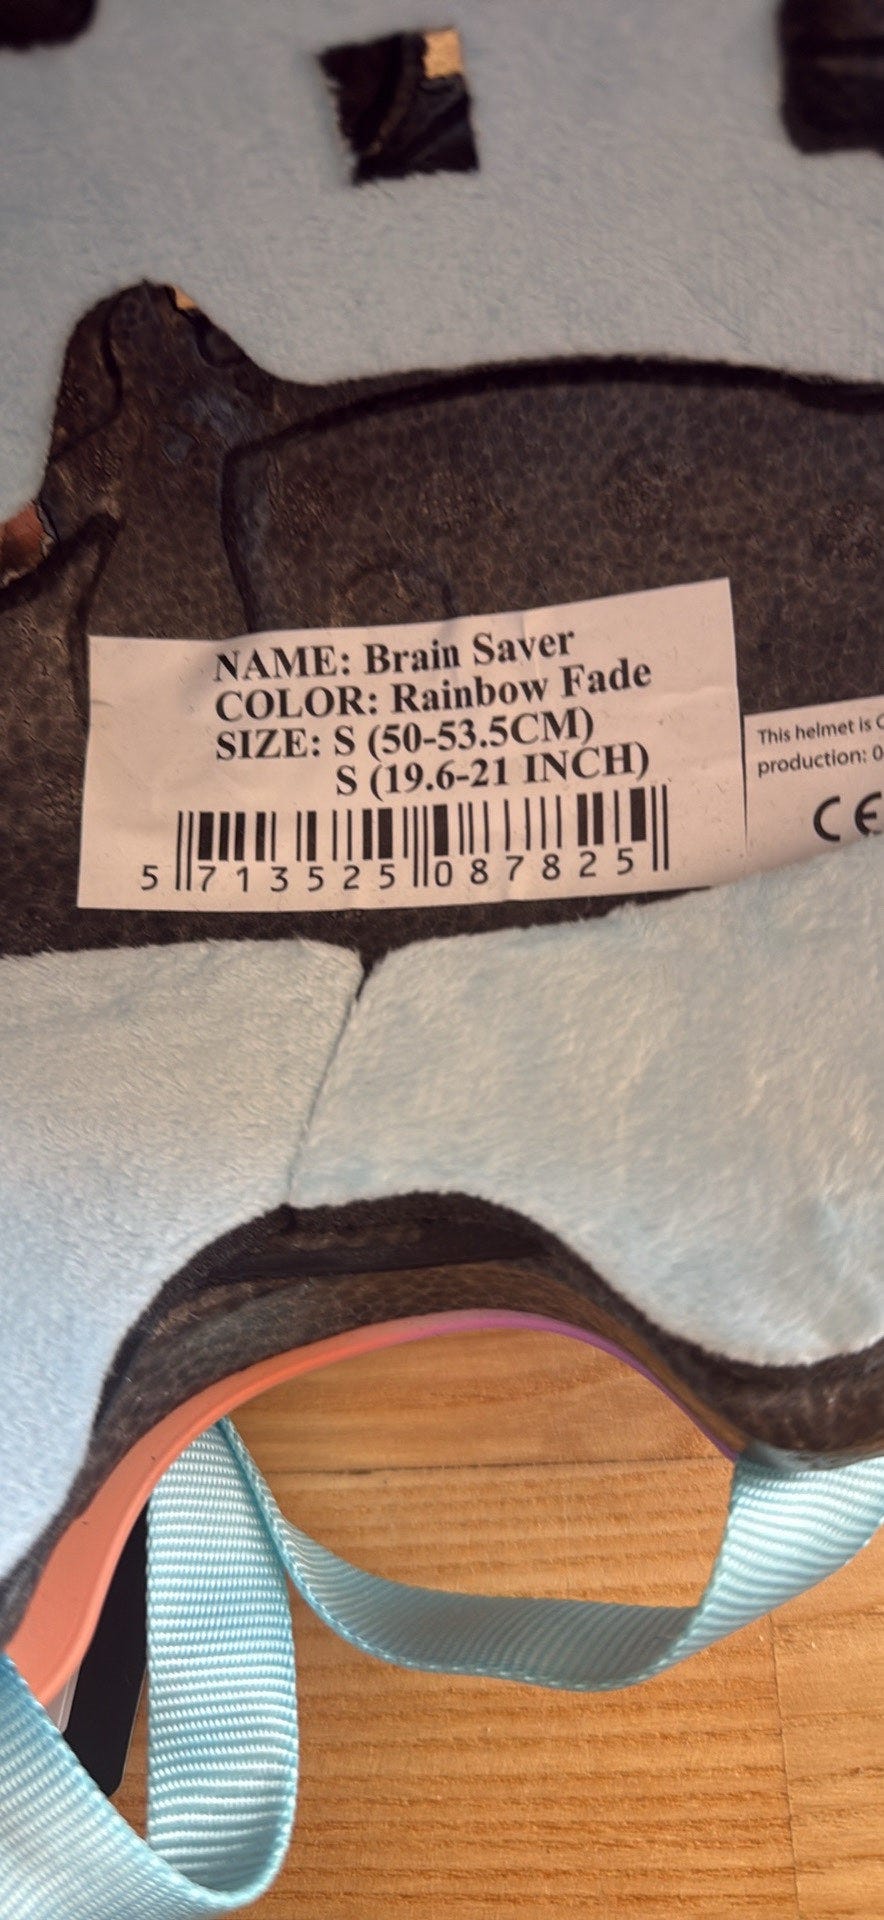 NAME: Brain Saver
COLOR: Rainbow Fade
SIZE: S (50-53.5CM)
S (19.6-21 INCH)
5 713525 087825
This helmet is
production: 0
CE